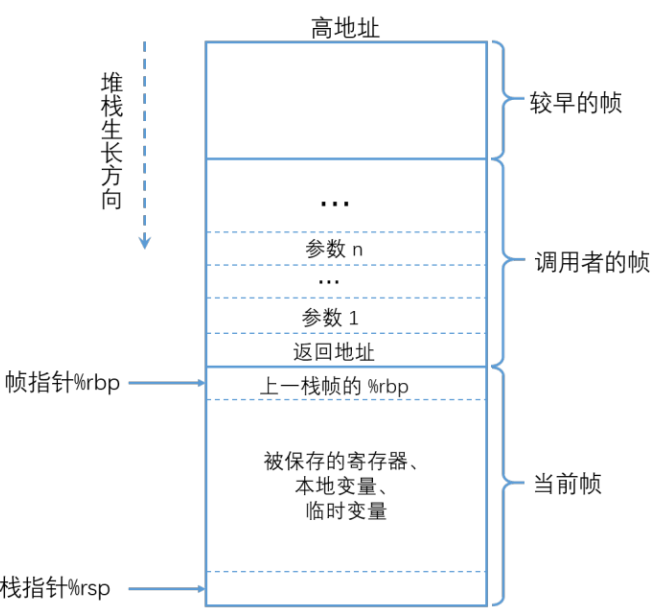 高地址
堆栈生长方向
较早的帧
...
参数 n
...
调用者的帧
参数 1
返回地址
帧指针%rbp
上一栈帧的 %rbp
被保存的寄存器、
本地变量、
临时变量
当前帧
栈指针%rsp